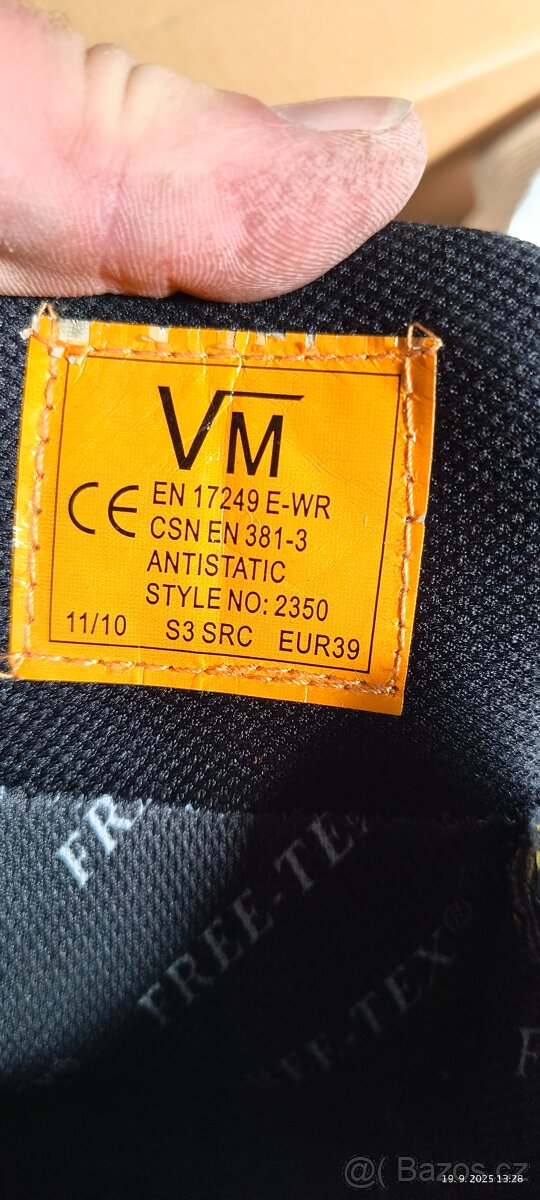 VM
CE EN 17249 E-WR
CSN EN 381-3
ANTISTATIC
STYLE NO: 2350
11/10 S3 SRC EUR39
FREE-TEX
FREE-TEX®
19. 9. 2025 13:28
@ Bazos.cz